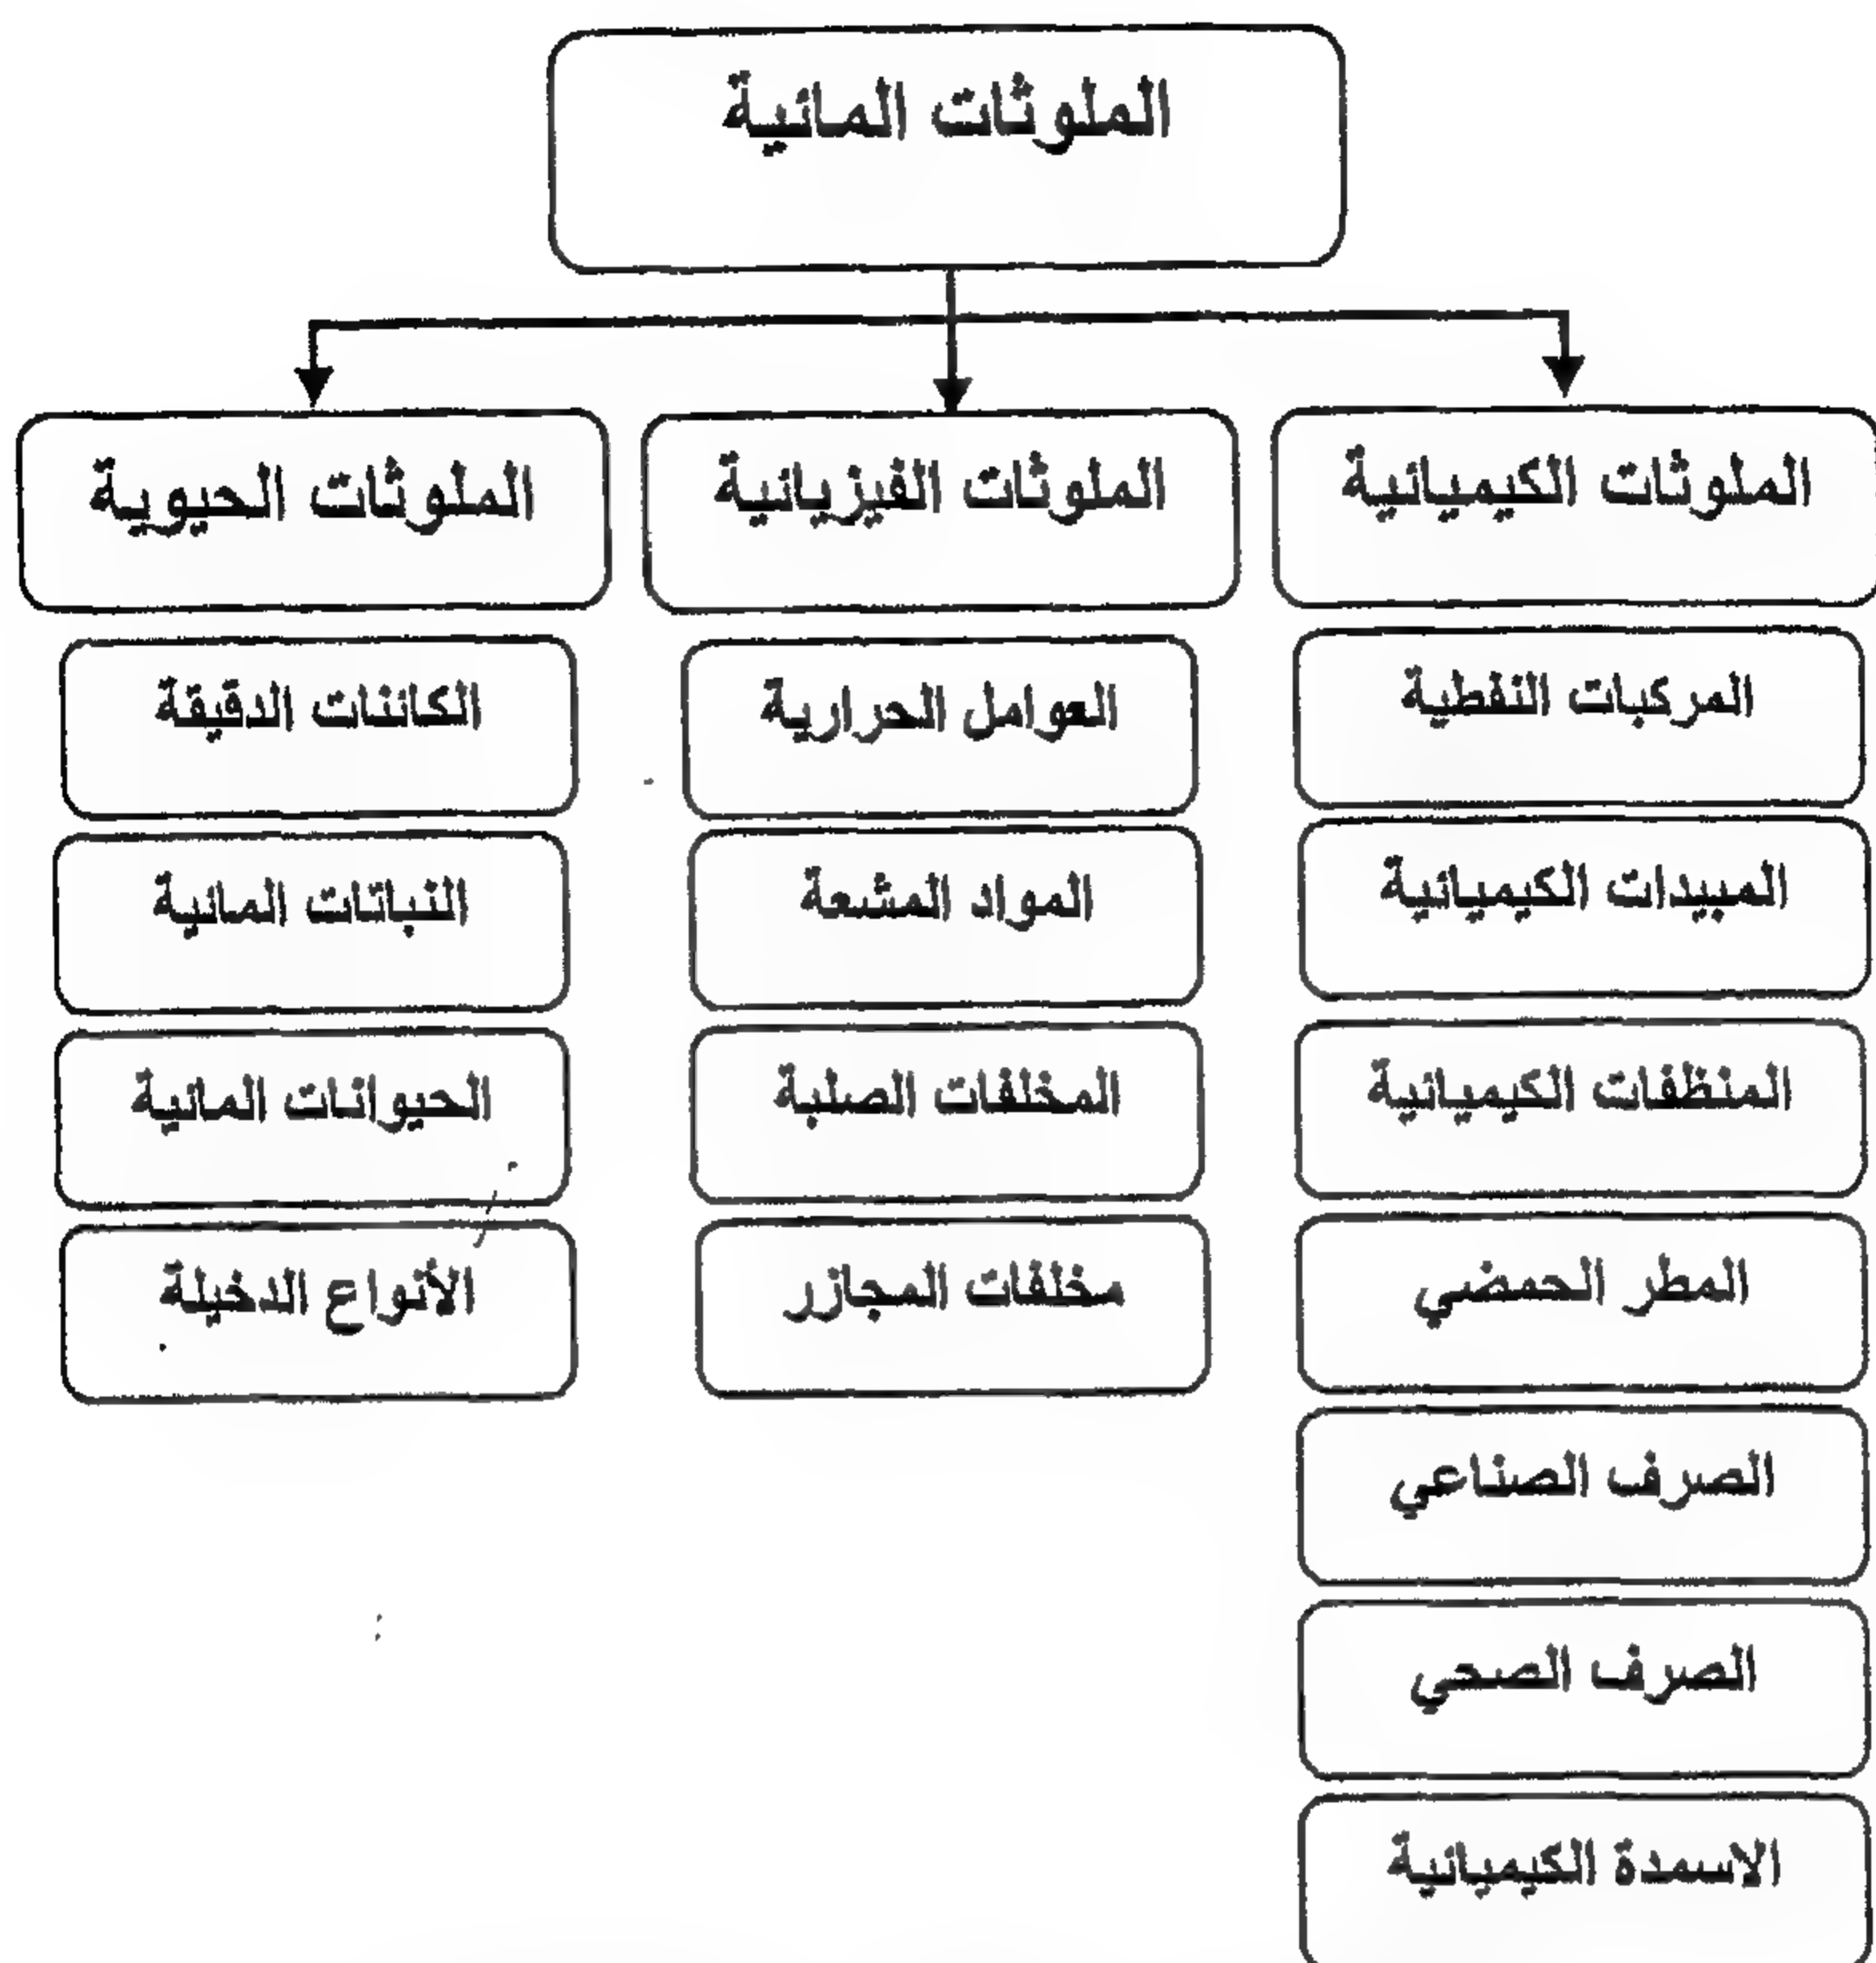 الملوثات المائية
الملوثات الكيميائية
المركبات النفطية
المبيدات الكيميائية
المنظفات الكيميائية
المطر الحمضي
الصرف الصناعي
الصرف الصحي
الاسمدة الكيميائية
الملوثات الفيزيائية
العوامل الحرارية
المواد المشعة
المخلفات الصلبة
مخلفات المجازر
الملوثات الحيوية
الكائنات الدقيقة
النباتات المائية
الحيوانات المائية
الأنواع الدخيلة